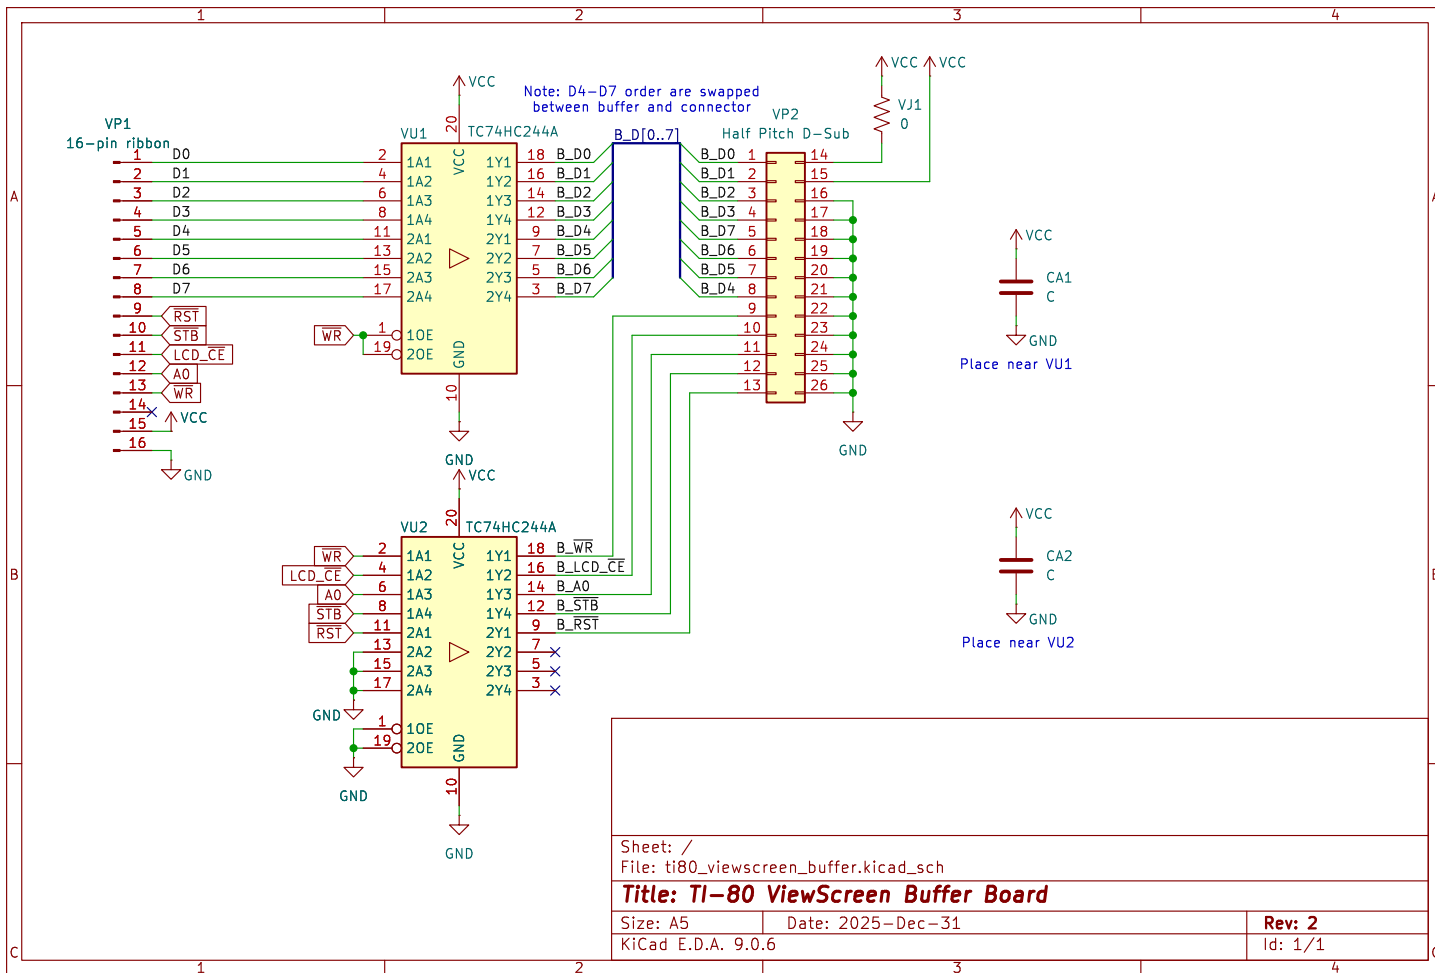 1 2 3 4
A
B
C
VP1
16-pin ribbon
1 D0
2 D1
3 D2
4 D3
5 D4
6 D5
7 D6
8 D7
9 RST
10 STB
11 LCD_CE
12 A0
13 WR
14
15 VCC
16
GND
VCC
VU1 20 TC74HC244A
VCC
2 1A1 1Y1 18 B_D0
4 1A2 1Y2 16 B_D1
6 1A3 1Y3 14 B_D2
8 1A4 1Y4 12 B_D3
11 2A1 2Y1 9 B_D4
13 2A2 2Y2 7 B_D5
15 2A3 2Y3 5 B_D6
17 2A4 2Y4 3 B_D7
WR 1 1OE
19 2OE
GND
10
GND
Note: D4-D7 order are swapped
between buffer and connector
B_D[0..7]
VCC VCC
VJ1
0
VP2
Half Pitch D-Sub
B_D0 1 14
B_D1 2 15
B_D2 3 16
B_D3 4 17
B_D7 5 18
B_D6 6 19
B_D5 7 20
B_D4 8 21
9 22
10 23
11 24
12 25
13 26
GND
VCC
CA1
C
GND
Place near VU1
VCC
VU2 20 TC74HC244A
VCC
WR 2 1A1 1Y1 18 B_WR
LCD_CE 4 1A2 1Y2 16 B_LCD_CE
A0 6 1A3 1Y3 14 B_A0
STB 8 1A4 1Y4 12 B_STB
RST 11 2A1 2Y1 9 B_RST
13 2A2 2Y2 7
15 2A3 2Y3 5
17 2A4 2Y4 3
GND
1 1OE
19 2OE
GND
GND
10
GND
VCC
CA2
C
GND
Place near VU2
Sheet: /
File: ti80_viewscreen_buffer.kicad_sch
Title: TI-80 ViewScreen Buffer Board
Size: A5 Date: 2025-Dec-31 Rev: 2
KiCad E.D.A. 9.0.6 Id: 1/1
1 2 3 4